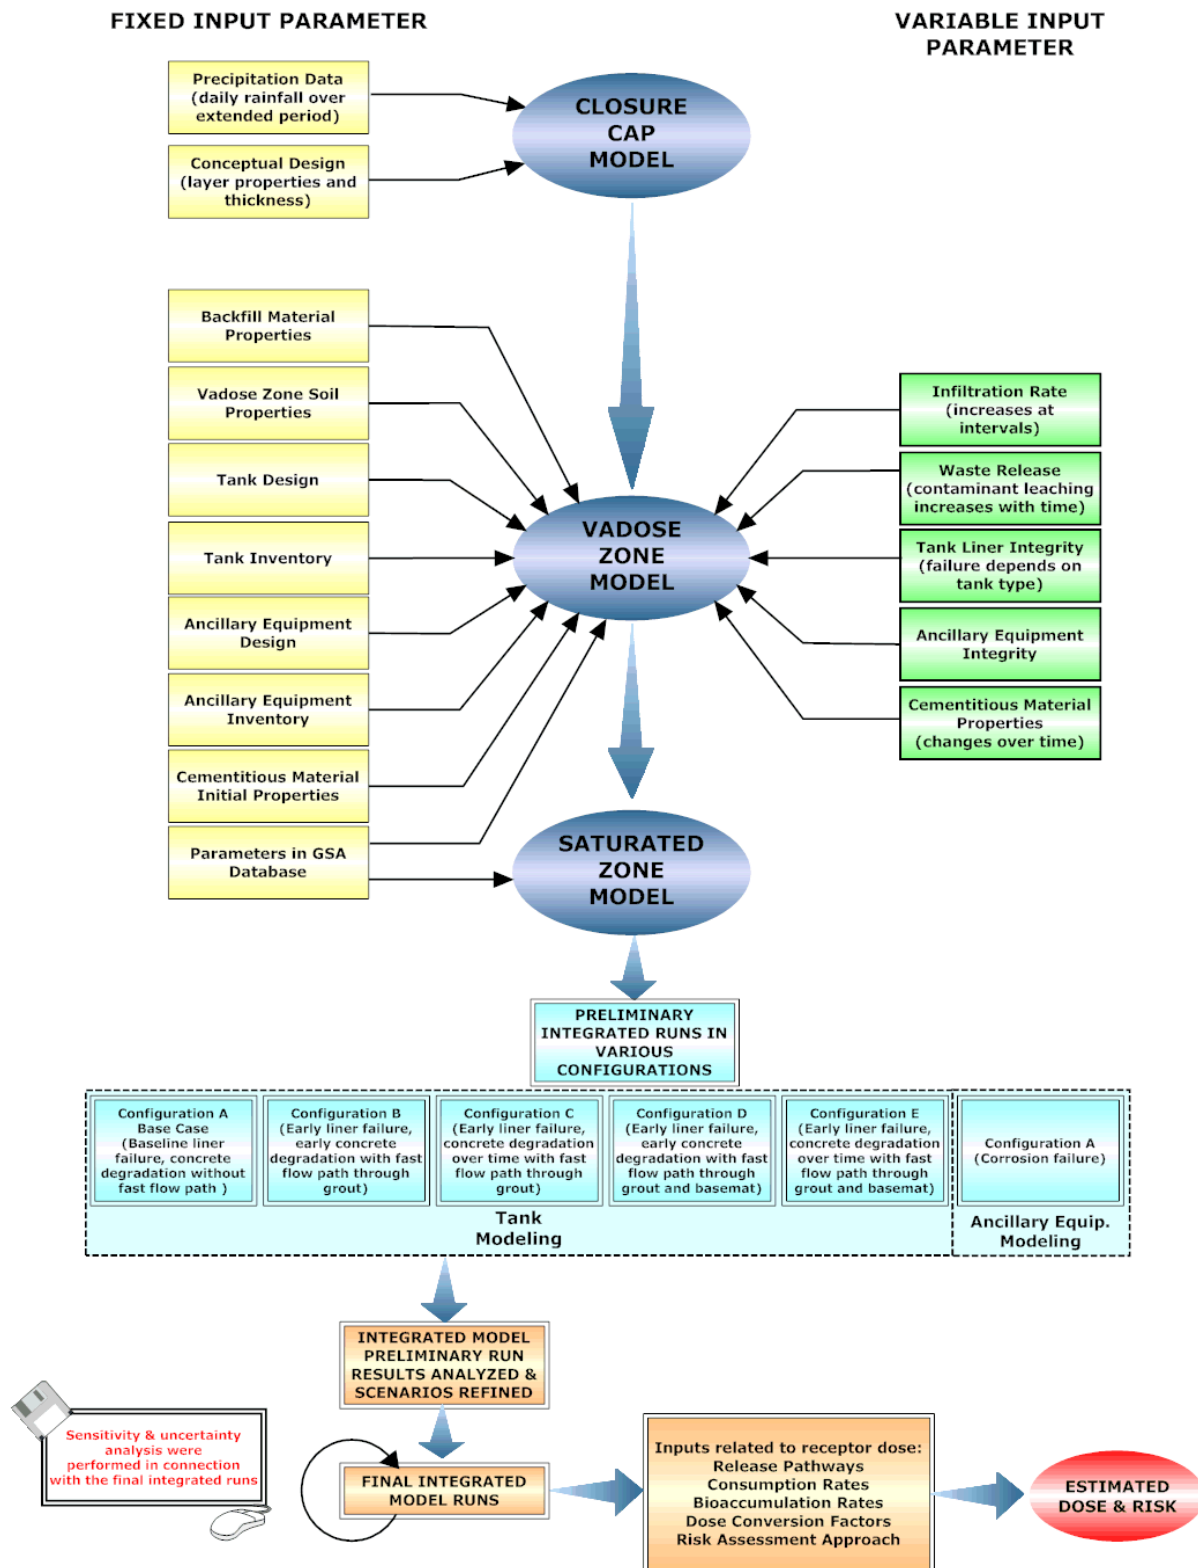 FIXED INPUT PARAMETER
VARIABLE INPUT
PARAMETER
Precipitation Data
(daily rainfall over
extended period)
Conceptual Design
(layer properties and
thickness)
CLOSURE
CAP
MODEL
Backfill Material
Properties
Vadose Zone Soil
Properties
Tank Design
Tank Inventory
Ancillary Equipment
Design
Ancillary Equipment
Inventory
Cementitious Material
Initial Properties
Parameters in GSA
Database
VADOSE
ZONE
MODEL
Infiltration Rate
(increases at
intervals)
Waste Release
(contaminant leaching
increases with time)
Tank Liner Integrity
(failure depends on
tank type)
Ancillary Equipment
Integrity
Cementitious Material
Properties
(changes over time)
SATURATED
ZONE
MODEL
PRELIMINARY
INTEGRATED RUNS IN
VARIOUS
CONFIGURATIONS
Configuration A
Base Case
(Baseline liner
failure, concrete
degradation without
fast flow path )
Configuration B
(Early liner failure,
early concrete
degradation with fast
flow path through
grout)
Configuration C
(Early liner failure,
concrete degradation
over time with fast
flow path through
grout)
Configuration D
(Early liner failure,
early concrete
degradation with fast
flow path through
grout and basemat)
Configuration E
(Early liner failure,
concrete degradation
over time with fast
flow path through
grout and basemat)
Configuration A
(Corrosion failure)
Tank
Modeling
Ancillary Equip.
Modeling
INTEGRATED MODEL
PRELIMINARY RUN
RESULTS ANALYZED &
SCENARIOS REFINED
Sensitivity & uncertainty
analysis were
performed in connection
with the final integrated runs
FINAL INTEGRATED
MODEL RUNS
Inputs related to receptor dose:
Release Pathways
Consumption Rates
Bioaccumulation Rates
Dose Conversion Factors
Risk Assessment Approach
ESTIMATED
DOSE & RISK